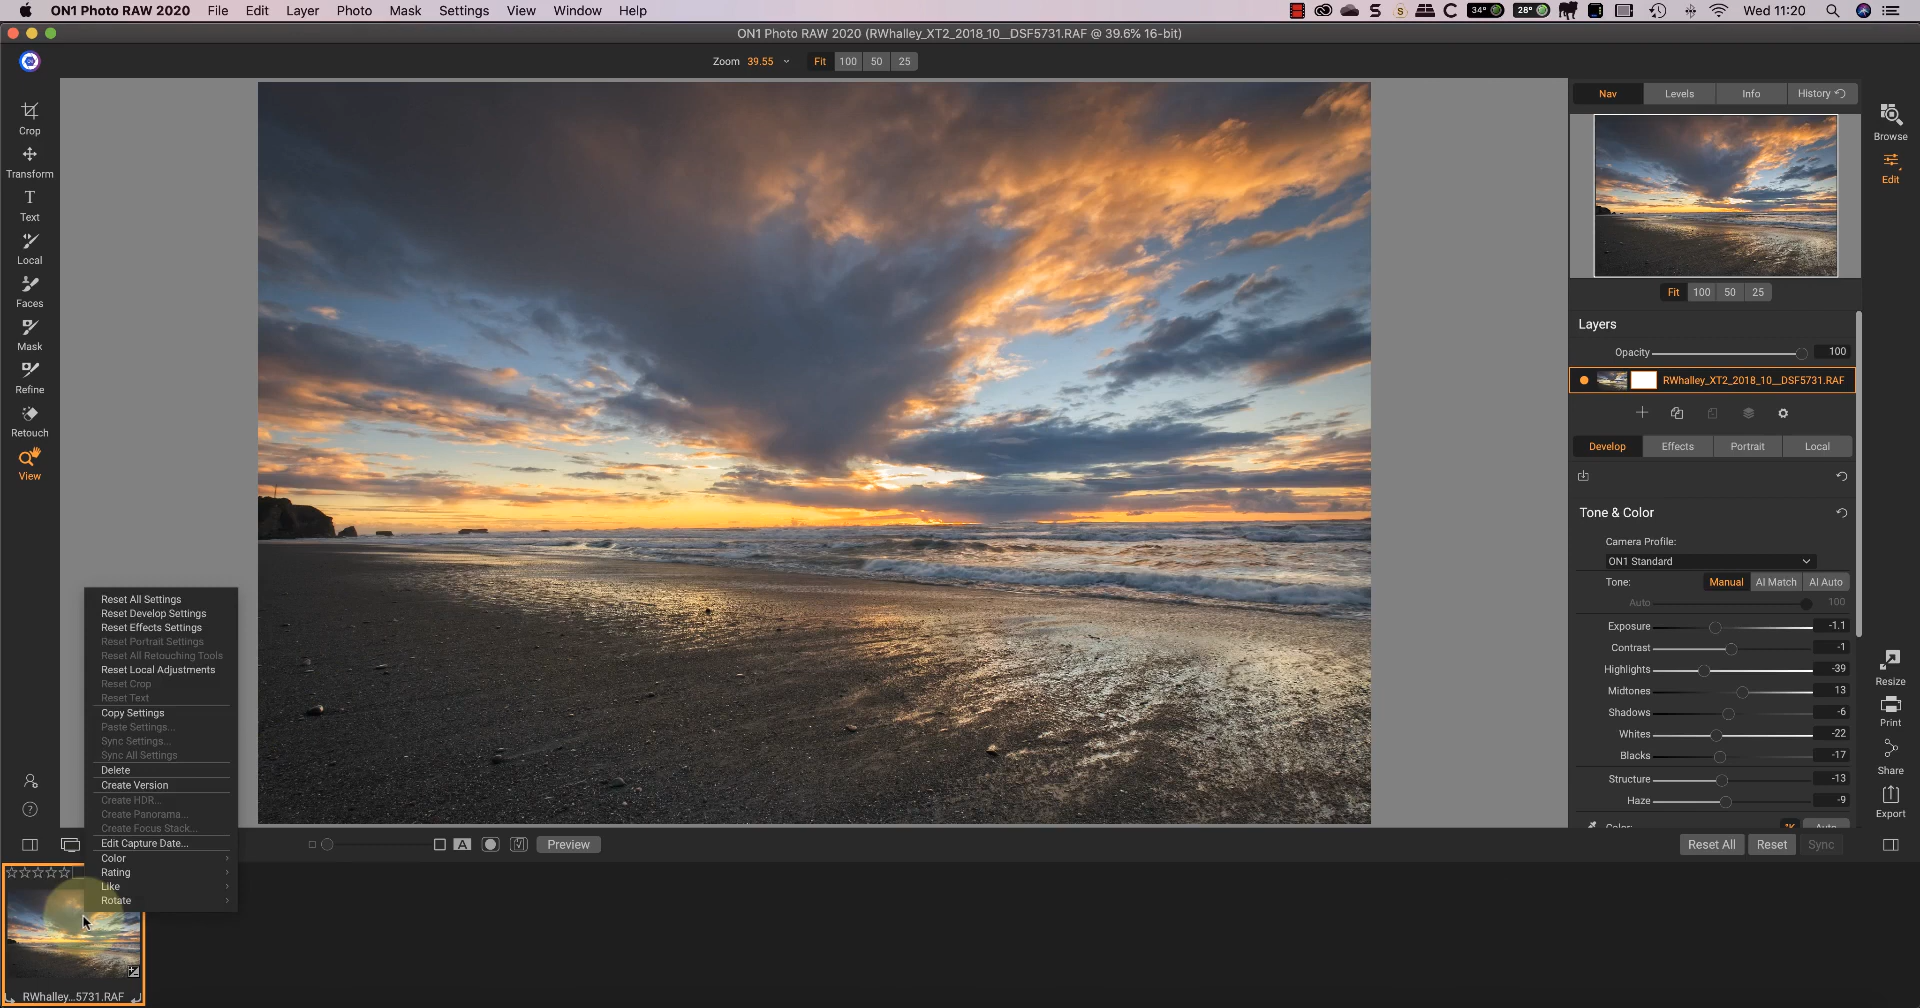 ON1 Photo RAW 2020 File Edit Layer Photo Mask Settings View Window Help
34° 28° Wed 11:20
ON1 Photo RAW 2020 (RWhalley_XT2_2018_10__DSF5731.RAF @ 39.6% 16-bit)
Zoom 39.55 Fit 100 50 25
Crop
Transform
Text
Local
Faces
Mask
Refine
Retouch
View
Nav Levels Info History
Fit 100 50 25
Browse
Edit
Layers
Opacity 100
RWhalley_XT2_2018_10__DSF5731.RAF
Develop Effects Portrait Local
Tone & Color
Camera Profile:
ON1 Standard
Tone: Manual AI Match AI Auto
Auto 100
Exposure -1.1
Contrast -1
Highlights -39
Midtones 13
Shadows -6
Whites -22
Blacks -17
Structure -13
Haze -9
Color: °K Auto
Resize
Print
Share
Export
Reset All Settings
Reset Develop Settings
Reset Effects Settings
Reset Portrait Settings
Reset All Retouching Tools
Reset Local Adjustments
Reset Crop
Reset Text
Copy Settings
Paste Settings...
Sync Settings...
Sync All Settings
Delete
Create Version
Create HDR...
Create Panorama...
Create Focus Stack...
Edit Capture Date...
Color
Rating
Like
Rotate
A Preview
Reset All Reset Sync
RWhalley...5731.RAF